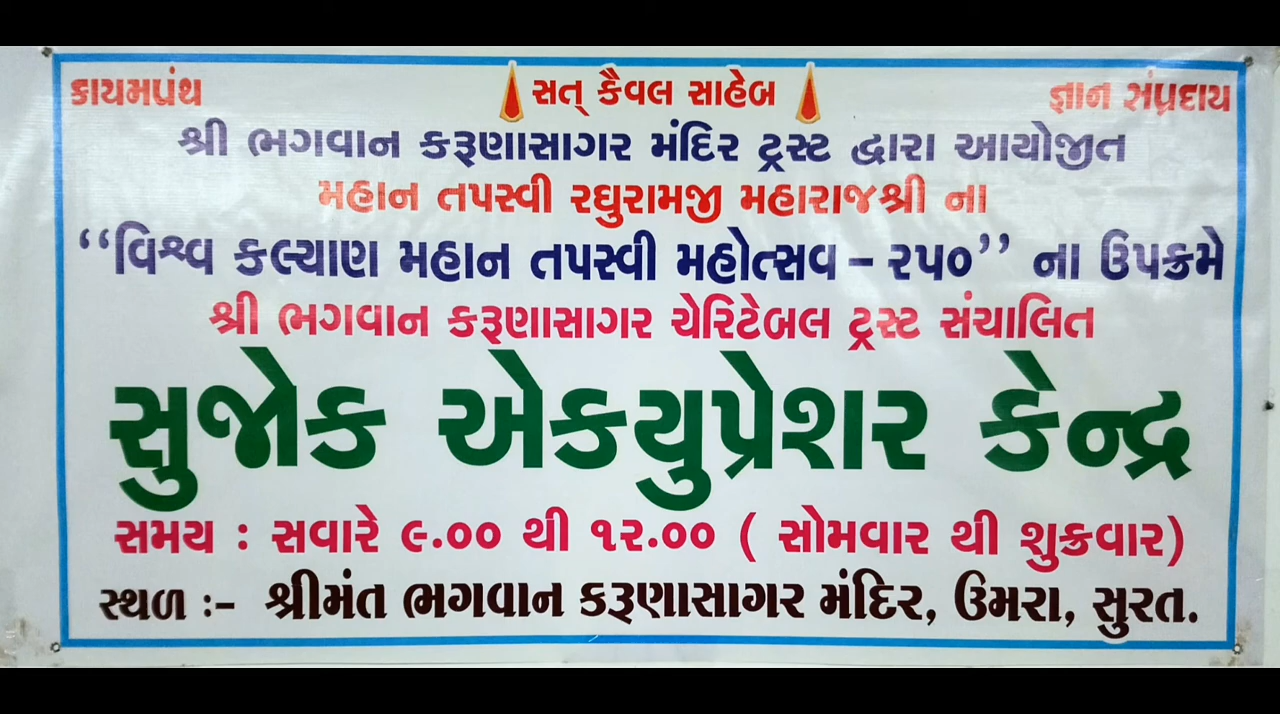 કાયમપંથ સત્ કૈવલ સાહેબ જ્ઞાન સંપ્રદાય
શ્રી ભગવાન કરૂણાસાગર મંદિર ટ્રસ્ટ દ્વારા આયોજીત
મહાન તપસ્વી રઘુરામજી મહારાજશ્રી ના
“વિશ્વ કલ્યાણ મહાન તપસ્વી મહોત્સવ – ૨૫૦” ના ઉપક્રમે
શ્રી ભગવાન કરૂણાસાગર ચેરિટેબલ ટ્રસ્ટ સંચાલિત
સુજોક એકયુપ્રેશર કેન્દ્ર
સમય : સવારે ૯.૦૦ થી ૧૨.૦૦ ( સોમવાર થી શુક્રવાર)
સ્થળ :– શ્રીમંત ભગવાન કરૂણાસાગર મંદિર, ઉમરા, સુરત.